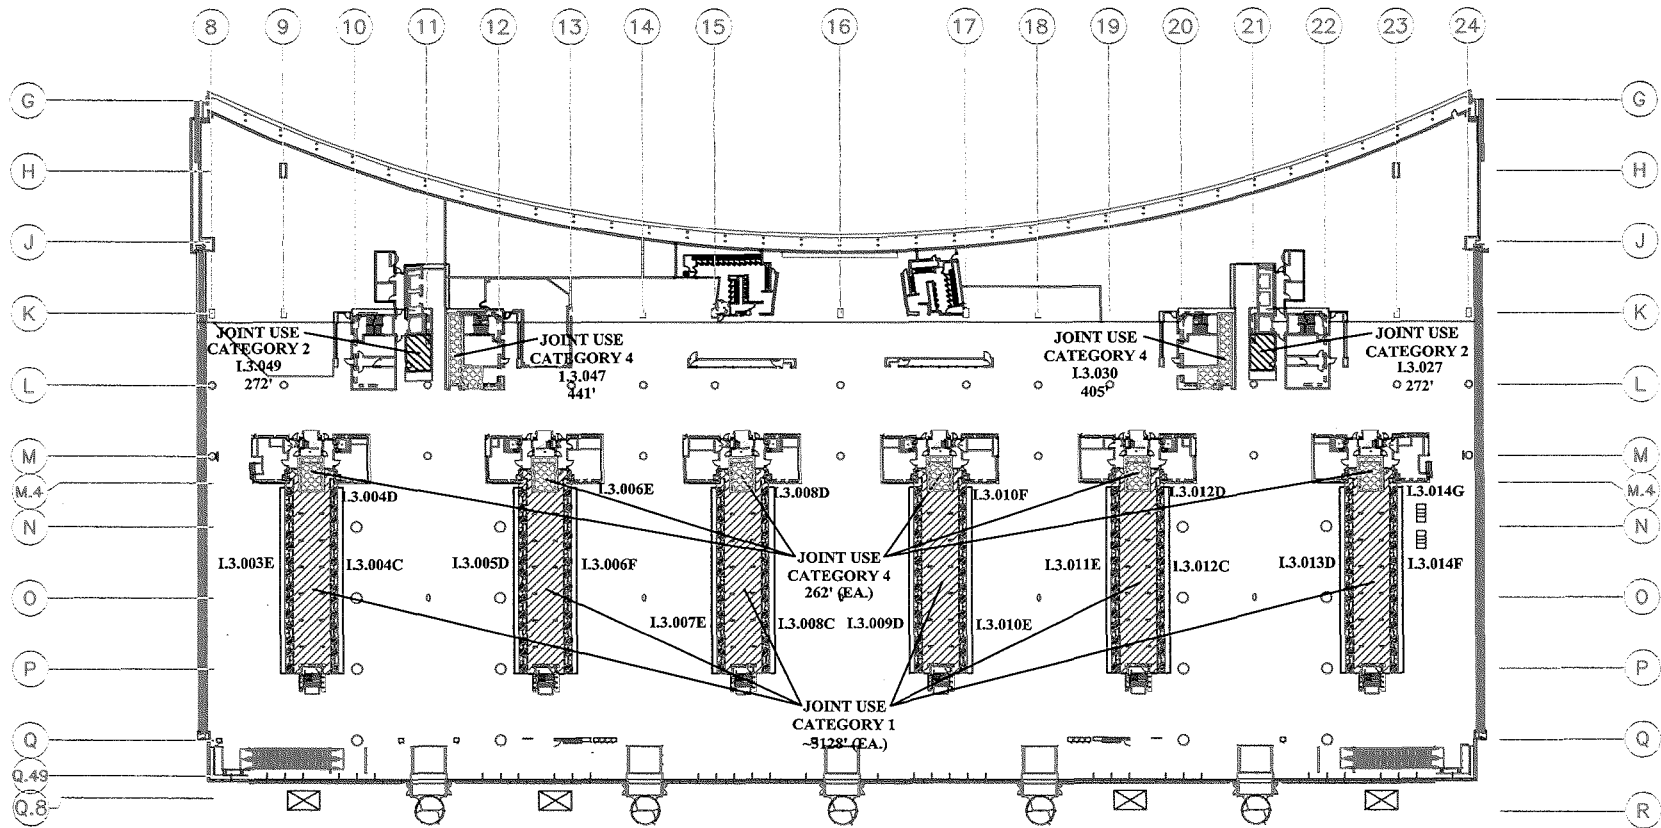 8 9 10 11 12 13 14 15 16 17 18 19 20 21 22 23 24
G G
H H
J J
K K
JOINT USE
CATEGORY 2
I.3.049
272'
JOINT USE
CATEGORY 4
I.3.047
441'
JOINT USE
CATEGORY 4
I.3.030
405'
JOINT USE
CATEGORY 2
I.3.027
272'
L L
M M
M.4 M.4
I.3.004D I.3.006E I.3.008D I.3.010F I.3.012D I.3.014G
N N
I.3.003E I.3.004C I.3.005D I.3.006F I.3.011E I.3.012C I.3.013D I.3.014F
JOINT USE
CATEGORY 4
262' (EA.)
O O
I.3.007E I.3.008C I.3.009D I.3.010E
P P
JOINT USE
CATEGORY 1
~3128' (EA.)
Q Q
Q.49
Q.8 R